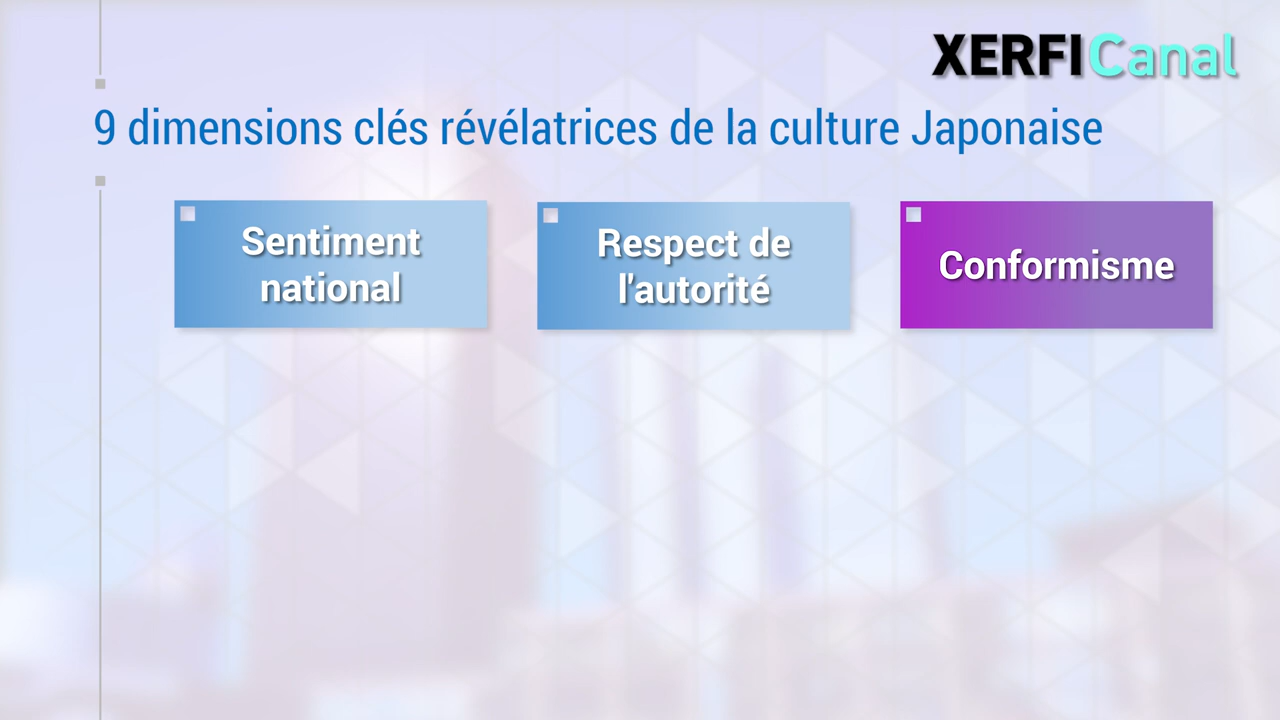 XERFICanal
9 dimensions clés révélatrices de la culture Japonaise
Sentiment
national
Respect de
l'autorité
Conformisme